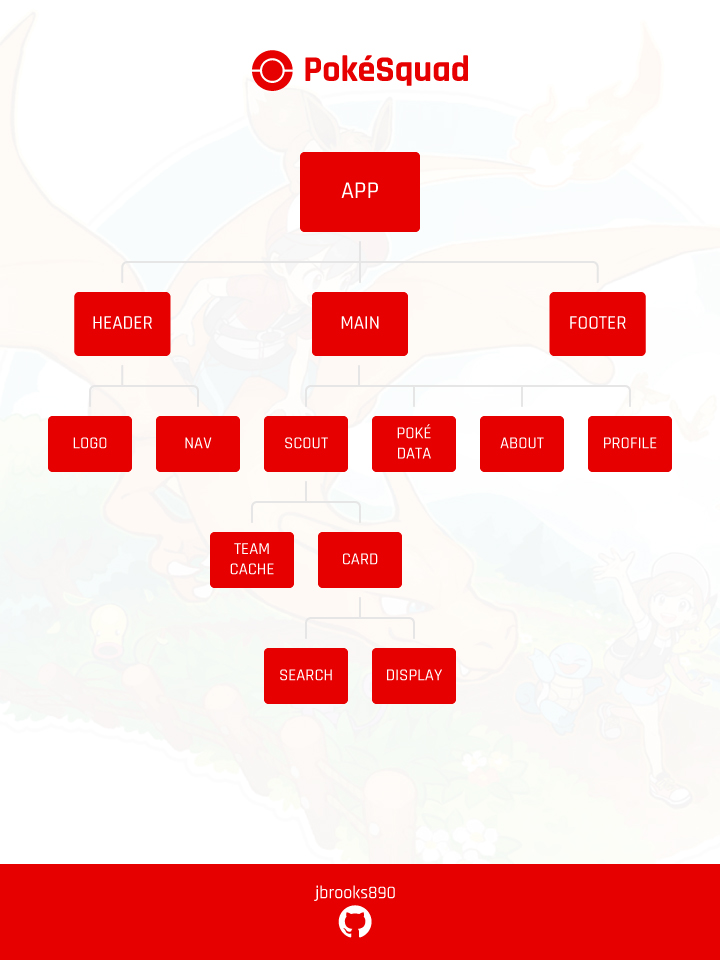 PokéSquad
APP
HEADER
MAIN
FOOTER
LOGO
NAV
SCOUT
POKÉ
DATA
ABOUT
PROFILE
TEAM
CACHE
CARD
SEARCH
DISPLAY
jbrooks890